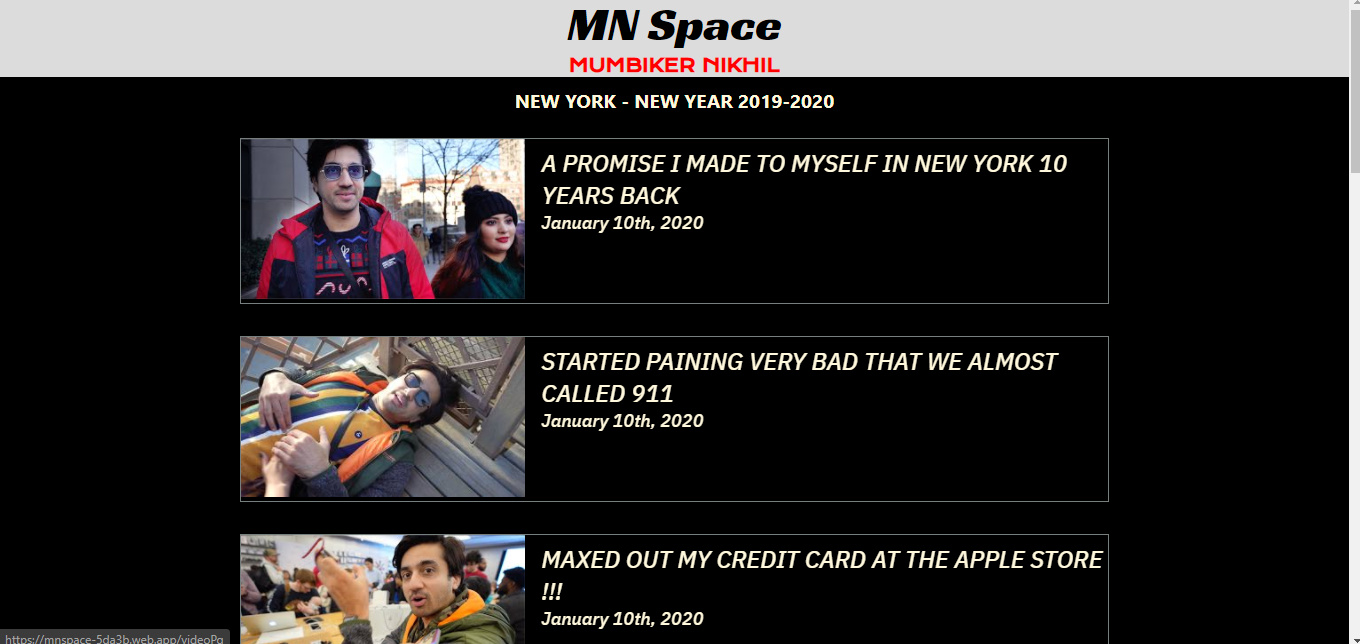 MN Space
MUMBIKER NIKHIL
NEW YORK - NEW YEAR 2019-2020
A PROMISE I MADE TO MYSELF IN NEW YORK 10
YEARS BACK
January 10th, 2020
STARTED PAINING VERY BAD THAT WE ALMOST
CALLED 911
January 10th, 2020
MAXED OUT MY CREDIT CARD AT THE APPLE STORE
!!!
January 10th, 2020
https://mnspace-5da3b.web.app/videoPg